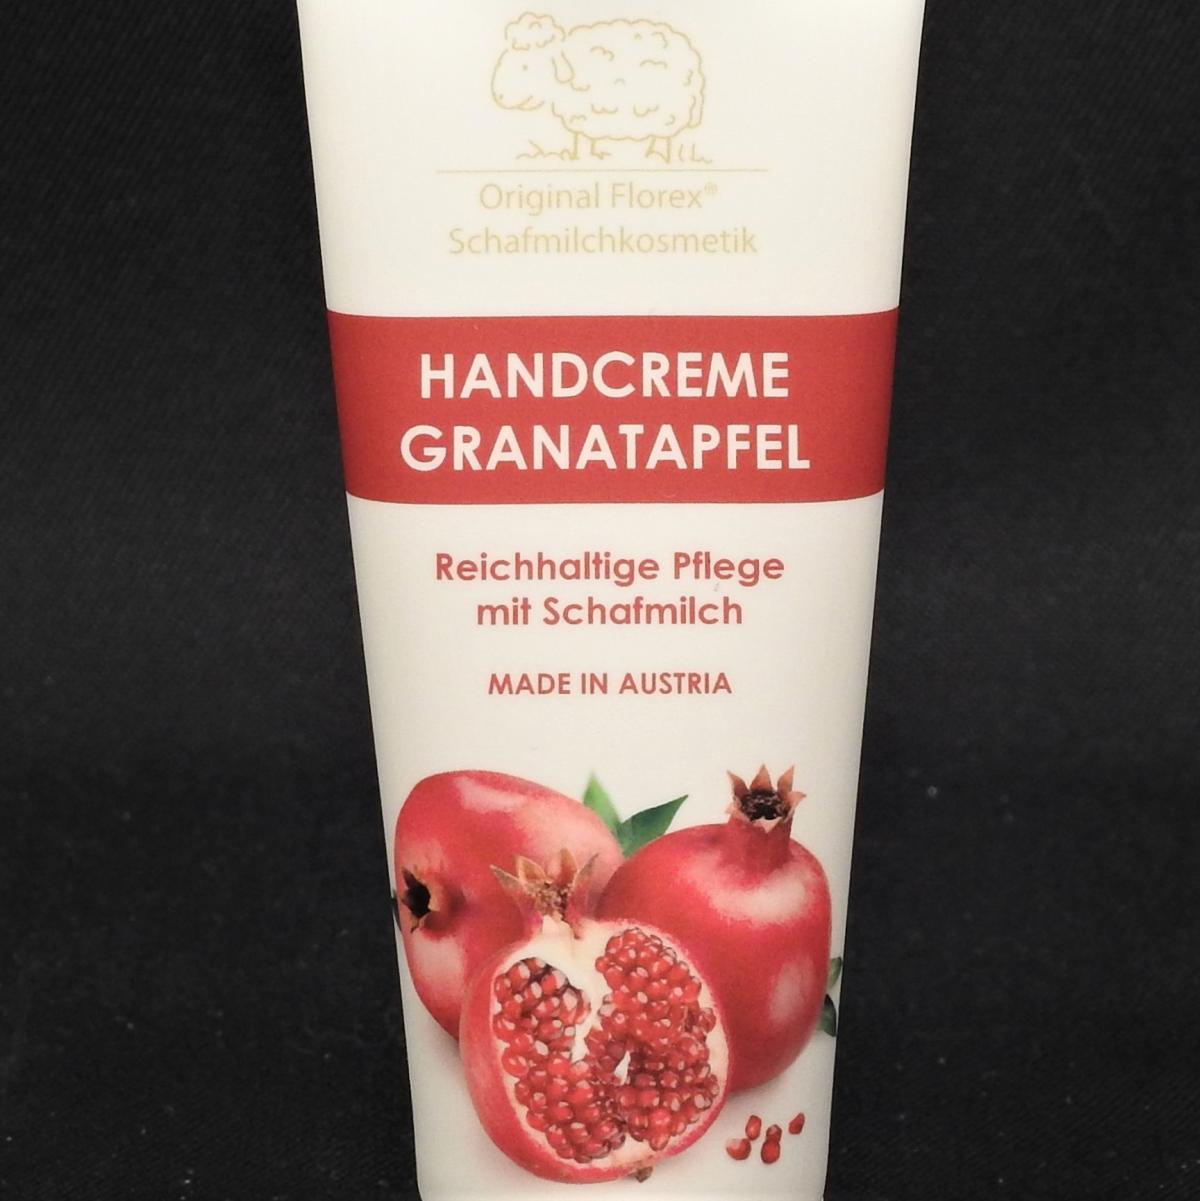 Original Florex®
Schafmilchkosmetik
HANDCREME
GRANATAPFEL
Reichhaltige Pflege
mit Schafmilch
MADE IN AUSTRIA